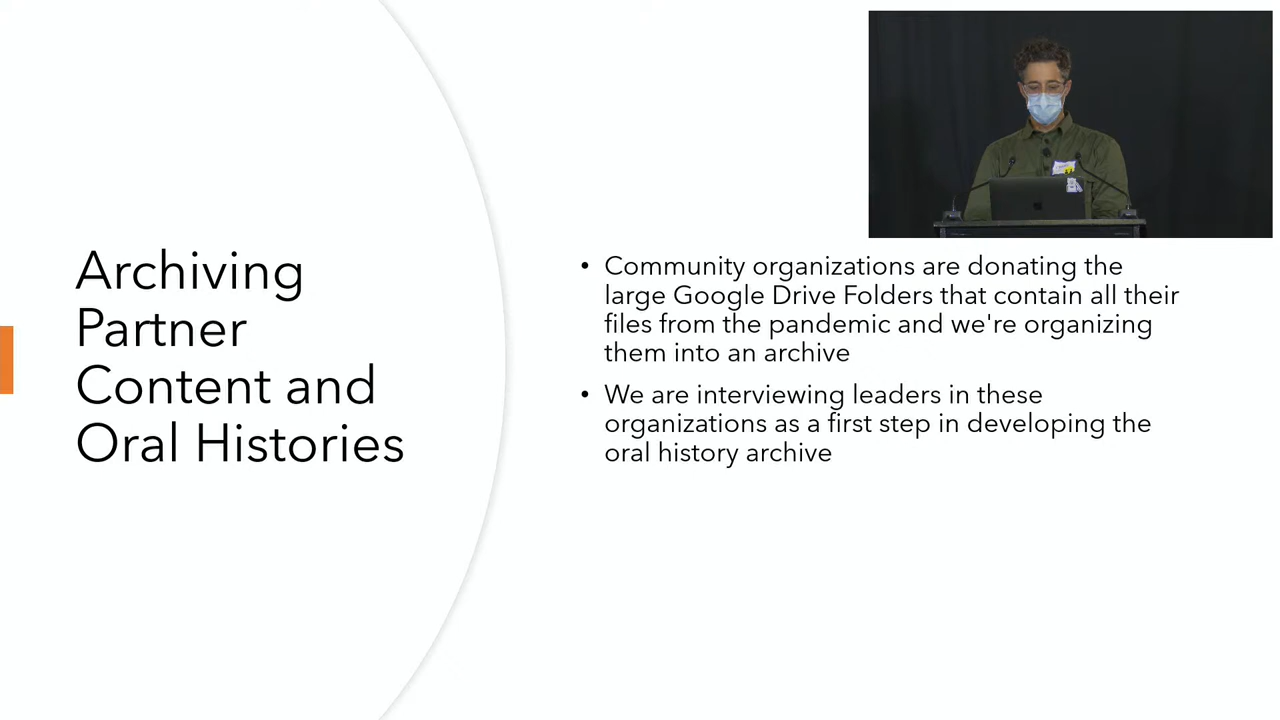 Archiving
Partner
Content and
Oral Histories
• Community organizations are donating the
large Google Drive Folders that contain all their
files from the pandemic and we're organizing
them into an archive
• We are interviewing leaders in these
organizations as a first step in developing the
oral history archive